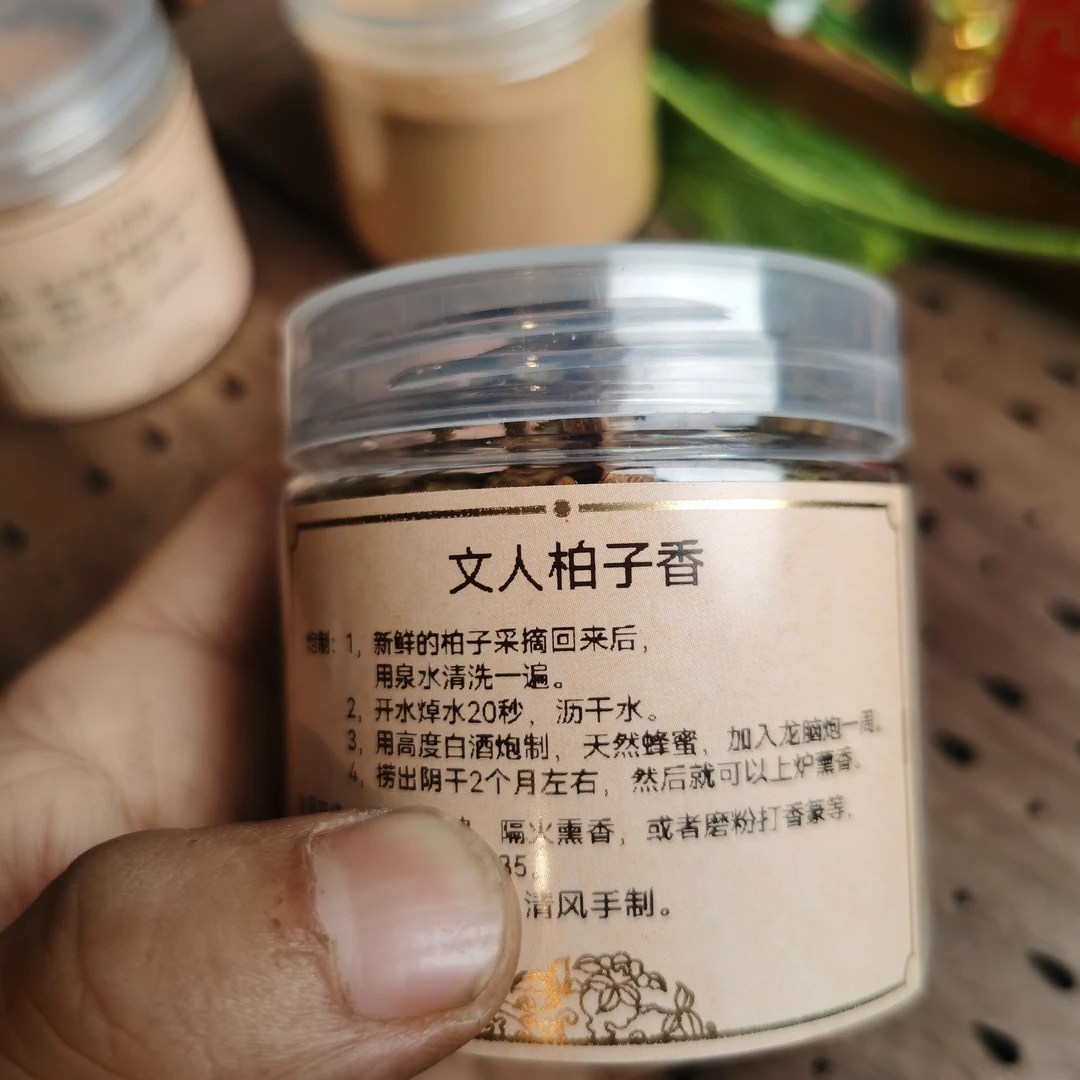 文人柏子香
炮制：1，新鲜的柏子采摘回来后，
用泉水清洗一遍。
2，开水焯水20秒，沥干水。
3，用高度白酒炮制，天然蜂蜜，加入龙脑炮一周。
4，捞出阴干2个月左右，然后就可以上炉薰香。
隔火熏香，或者磨粉打香篆等，
35。
清风手制。